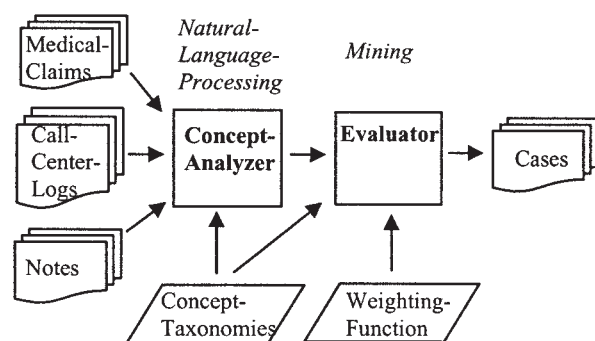 Medical-
Claims
Natural-
Language-
Processing
Mining
Call-
Center-
Logs
Concept-
Analyzer
Evaluator
Cases
Notes
Concept-
Taxonomies
Weighting-
Function